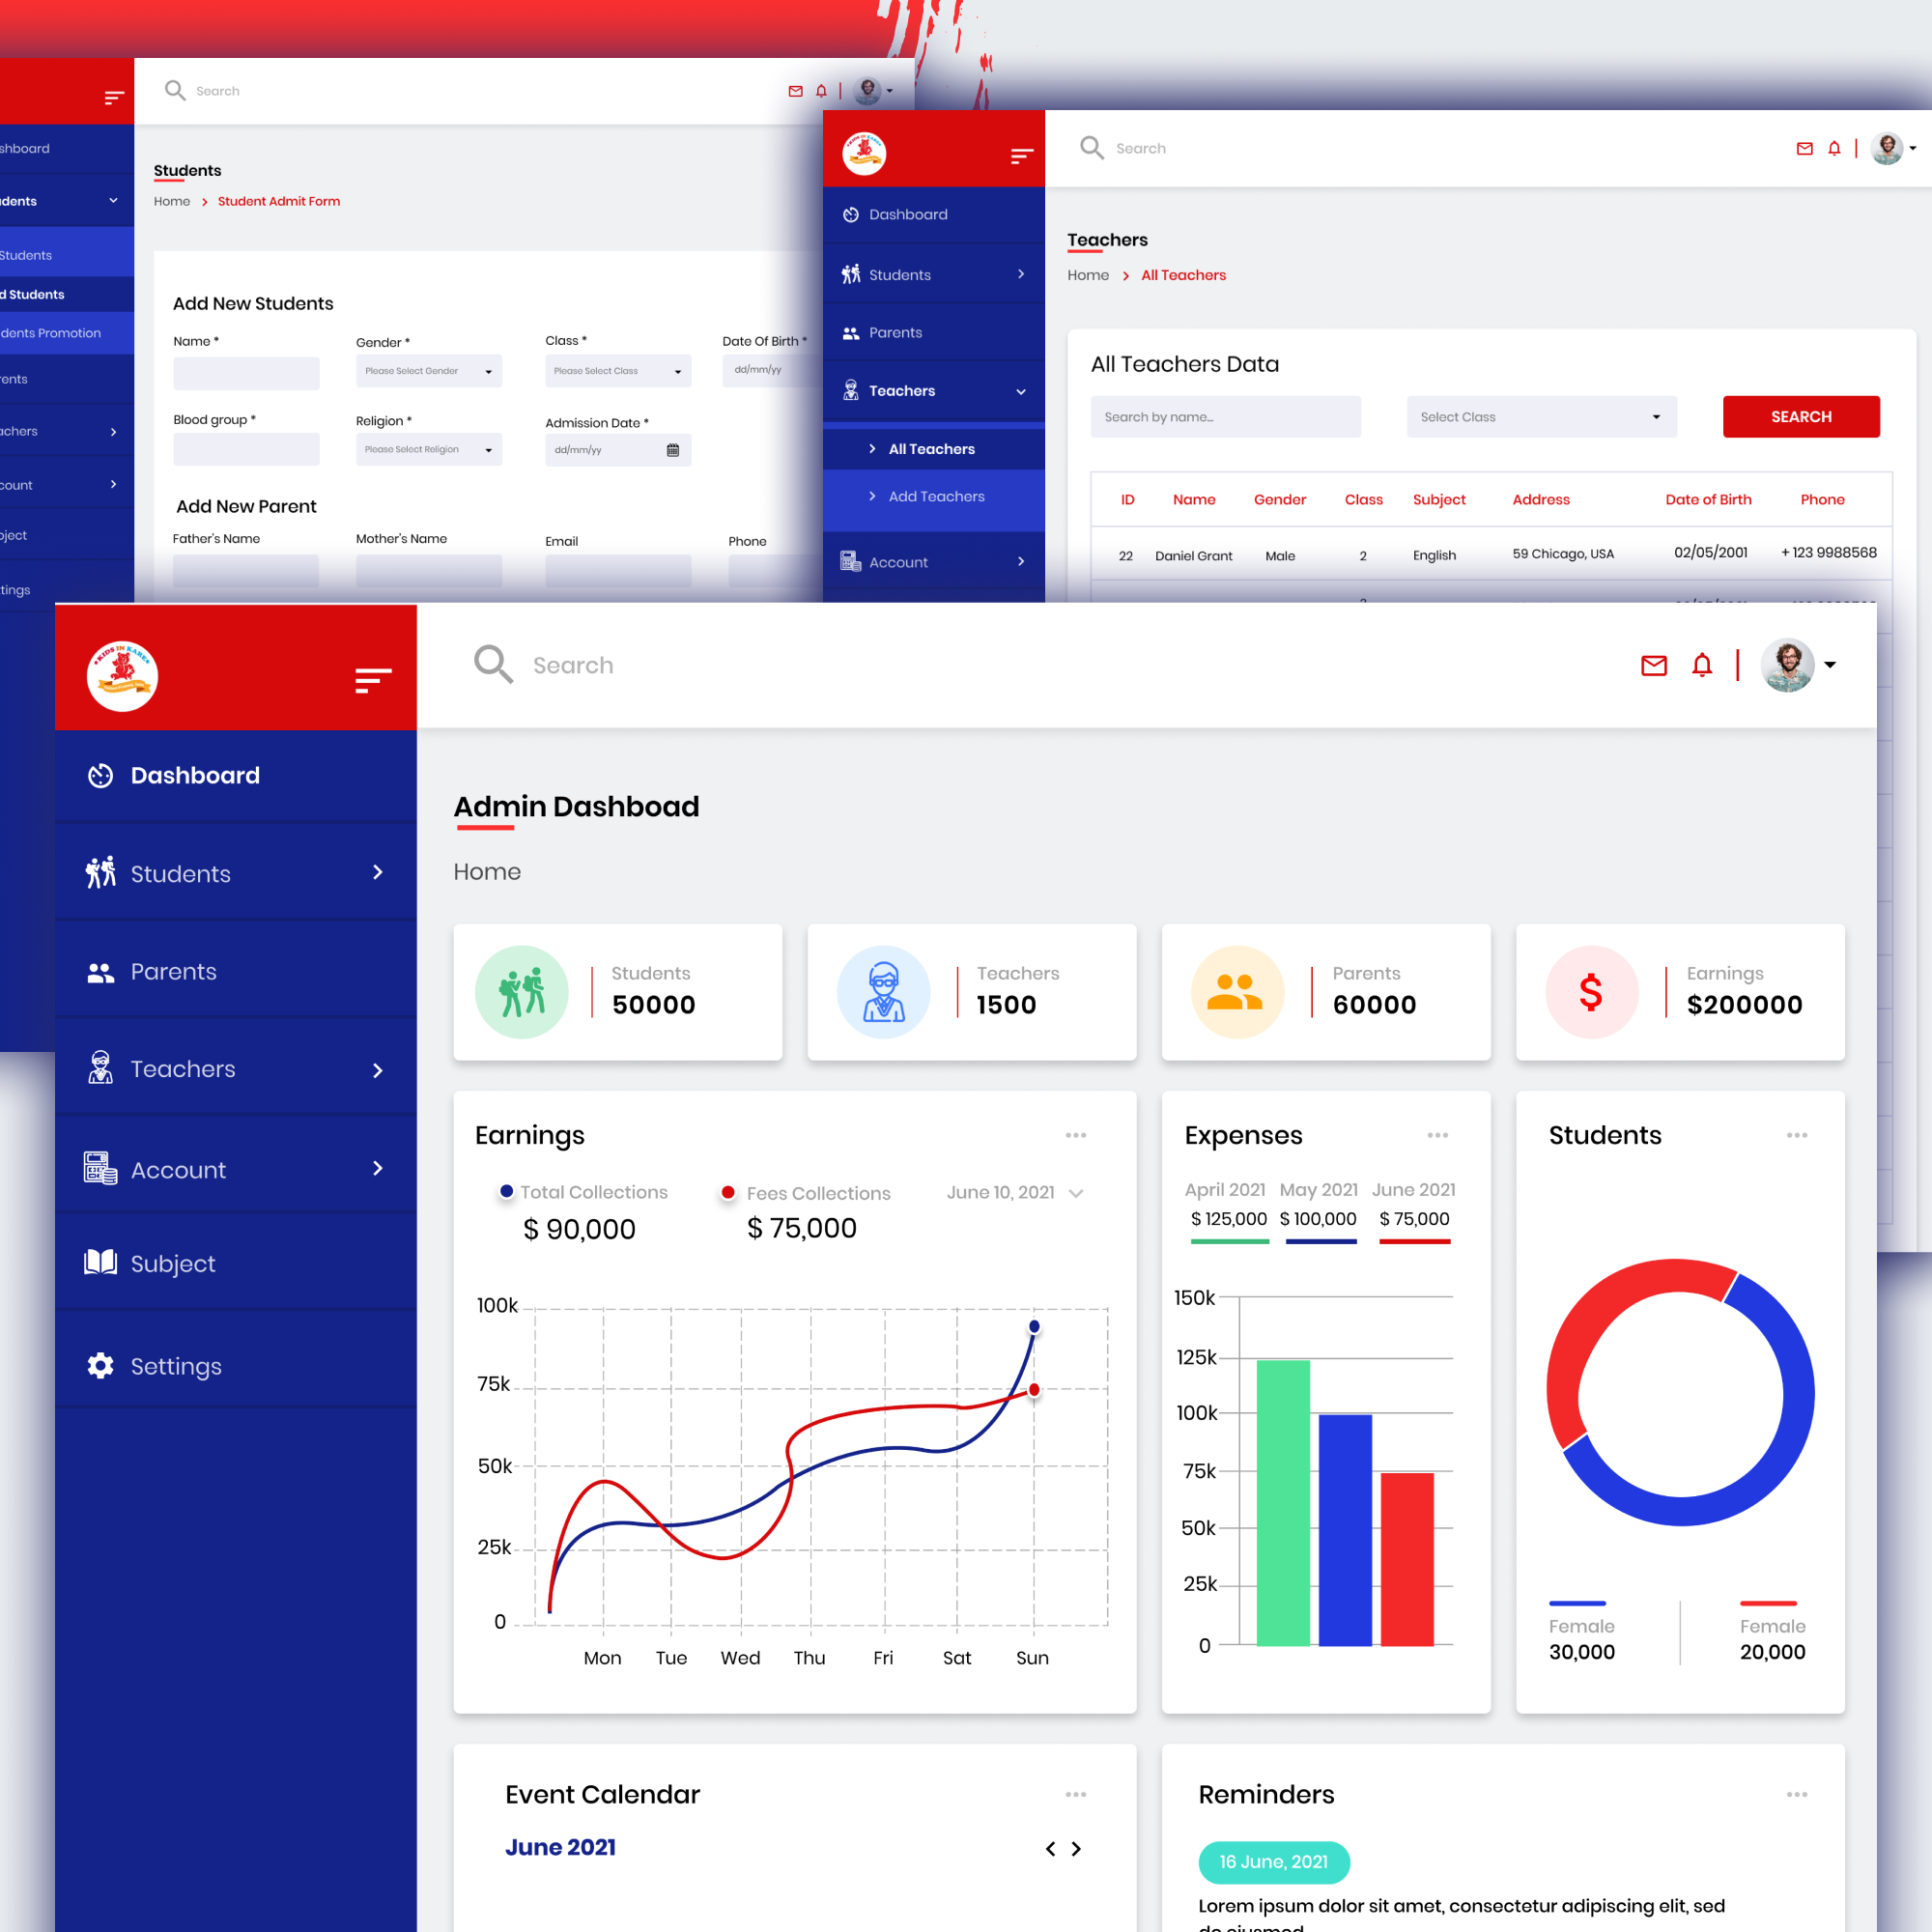 Search
shboard
Students
dents
Home > Student Admit Form
Students
d Students
Add New Students
dents Promotion
Name *
Gender *
Class *
Date Of Birth *
Please Select Gender
Please Select Class
dd/mm/yy
ents
Blood group *
Religion *
Admission Date *
achers
Please Select Religion
dd/mm/yy
count
Add New Parent
bject
Father's Name
Mother's Name
Email
Phone
tings
Search
Dashboard
Teachers
Students
Home > All Teachers
Parents
All Teachers Data
Teachers
Search by name...
Select Class
SEARCH
All Teachers
Add Teachers
ID Name Gender Class Subject Address Date of Birth Phone
22 Daniel Grant Male 2 English 59 Chicago, USA 02/05/2001 + 123 9988568
Account
KIDS IN KARE
Search
Dashboard
Admin Dashboad
Students
Home
Parents
Teachers
Account
Subject
Settings
Students
50000
Teachers
1500
Parents
60000
Earnings
$200000
Earnings
Total Collections
$ 90,000
Fees Collections
$ 75,000
June 10, 2021
100k
75k
50k
25k
0
Mon Tue Wed Thu Fri Sat Sun
Expenses
April 2021 May 2021 June 2021
$ 125,000 $ 100,000 $ 75,000
150k
125k
100k
75k
50k
25k
0
Students
Female
30,000
Female
20,000
Event Calendar
June 2021
Reminders
16 June, 2021
Lorem ipsum dolor sit amet, consectetur adipiscing elit, sed
do eiusmod